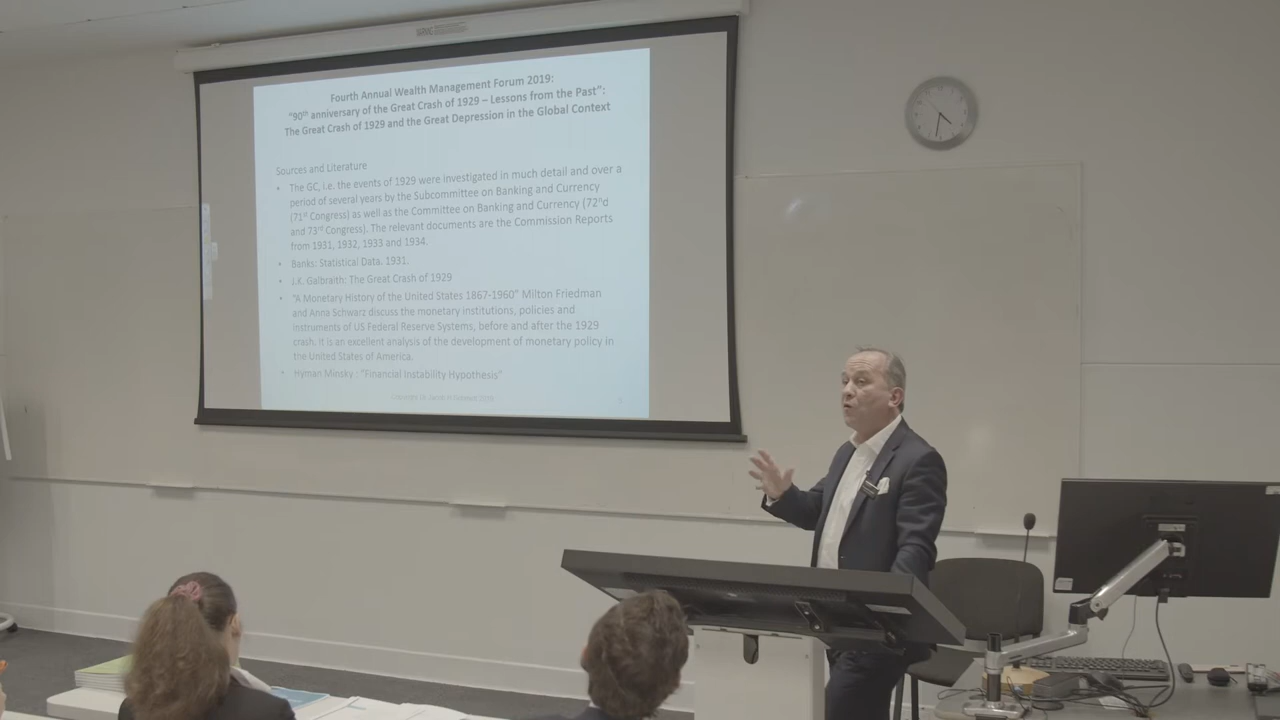 Fourth Annual Wealth Management Forum 2019:
"90th anniversary of the Great Crash of 1929 – Lessons from the Past":
The Great Crash of 1929 and the Great Depression in the Global Context
Sources and Literature
• The GC, i.e. the events of 1929 were investigated in much detail and over a
period of several years by the Subcommittee on Banking and Currency
(71st Congress) as well as the Committee on Banking and Currency (72nd
and 73rd Congress). The relevant documents are the Commission Reports
from 1931, 1932, 1933 and 1934.
• Banks: Statistical Data, 1931.
• J.K. Galbraith: The Great Crash of 1929
• "A Monetary History of the United States 1867-1960" Milton Friedman
and Anna Schwarz discuss the monetary institutions, policies and
instruments of US Federal Reserve Systems, before and after the 1929
crash. It is an excellent analysis of the development of monetary policy in
the United States of America.
• Hyman Minsky : "Financial Instability Hypothesis"